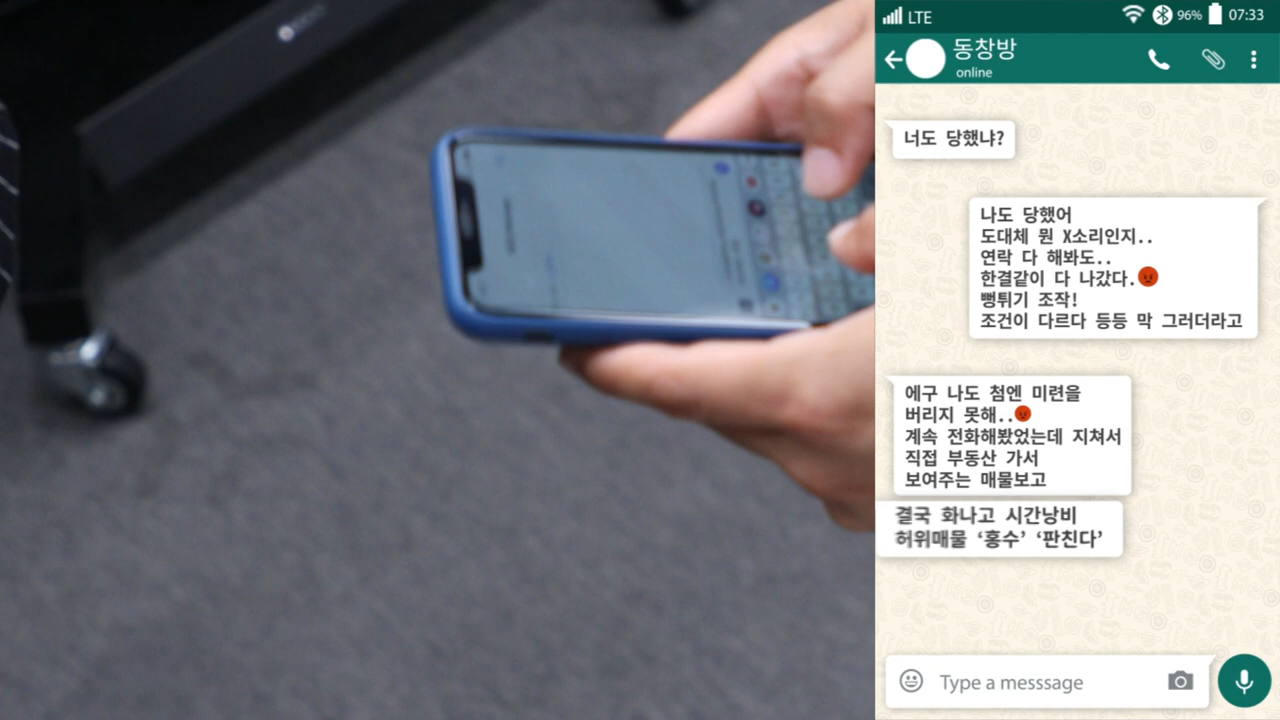 LTE
96%
07:33
동창방
online
너도 당했냐?
나도 당했어
도대체 뭔 X소리인지..
연락 다 해봐도..
한결같이 다 나갔다.
뻥튀기 조작!
조건이 다르다 등등 막 그러더라고
에구 나도 첨엔 미련을
버리지 못해..
계속 전화해봤었는데 지쳐서
직접 부동산 가서
보여주는 매물보고
결국 화나고 시간낭비
허위매물 ‘홍수’ ‘판친다’
Type a messsage